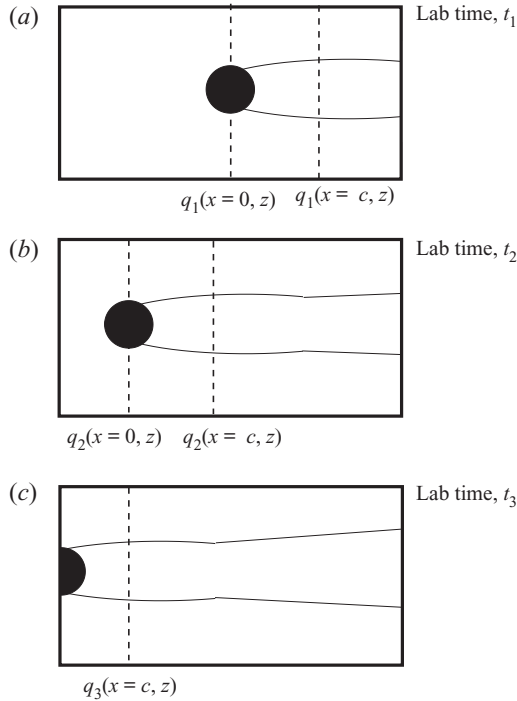 (a)
Lab time, t₁
q₁(x = 0, z)
q₁(x = c, z)
(b)
Lab time, t₂
q₂(x = 0, z)
q₂(x = c, z)
(c)
Lab time, t₃
q₃(x = c, z)